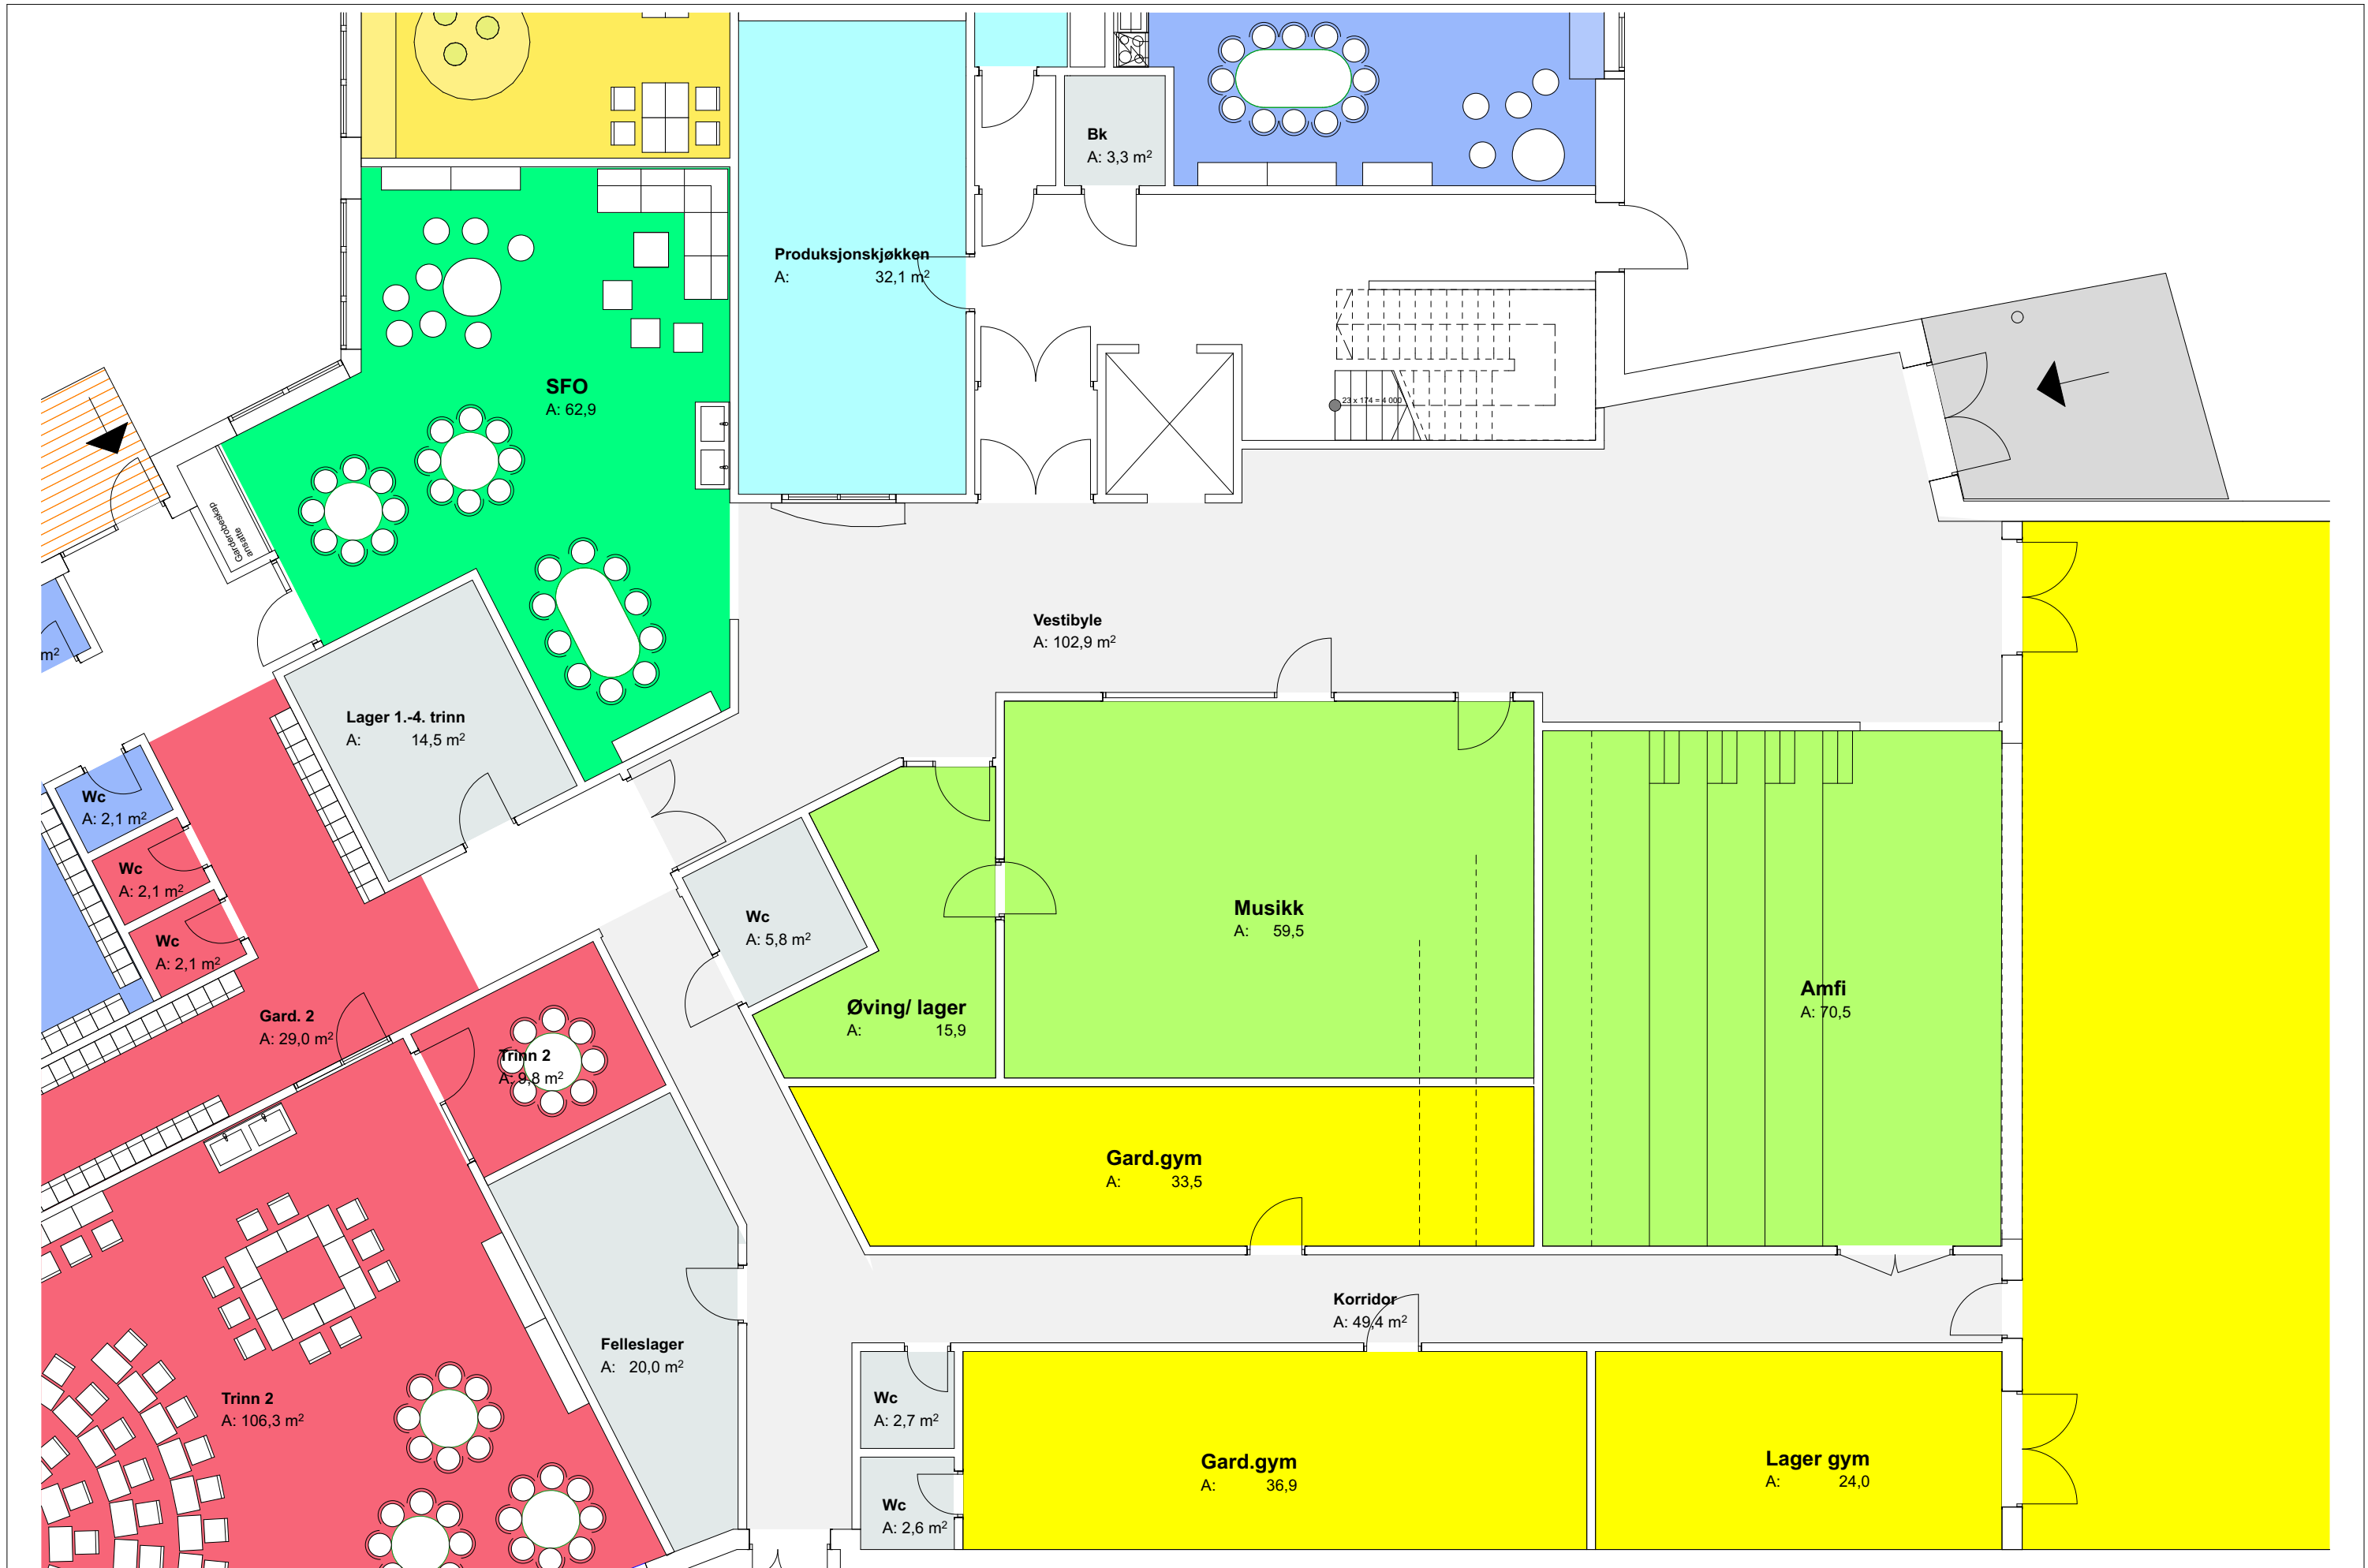 Bk
A: 3,3 m²
Produksjonskjøkken
A: 32,1 m²
SFO
A: 62,9
23 x 174 = 4 000
Garderobeskap
ansatte
Vestibyle
A: 102,9 m²
m²
Lager 1.-4. trinn
A: 14,5 m²
Wc
A: 2,1 m²
Wc
A: 2,1 m²
Wc
A: 2,1 m²
Wc
A: 5,8 m²
Musikk
A: 59,5
Øving/ lager
A: 15,9
Amfi
A: 70,5
Gard. 2
A: 29,0 m²
Trinn 2
A: 9,8 m²
Gard.gym
A: 33,5
Korridor
A: 49,4 m²
Felleslager
A: 20,0 m²
Trinn 2
A: 106,3 m²
Wc
A: 2,7 m²
Gard.gym
A: 36,9
Lager gym
A: 24,0
Wc
A: 2,6 m²